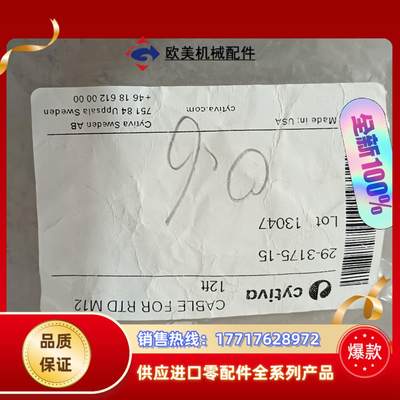 欧美机械配件
cytiva
CABLE FOR RTD M12
12ft
29-3175-15
Lot 13047
Made in: USA
Cytiva Sweden AB
751 84 Uppsala Sweden
+46 18 612 00 00
cytiva.com
全新100%
品质
保证
销售热线：17717628972
供应进口零配件全系列产品
爆款